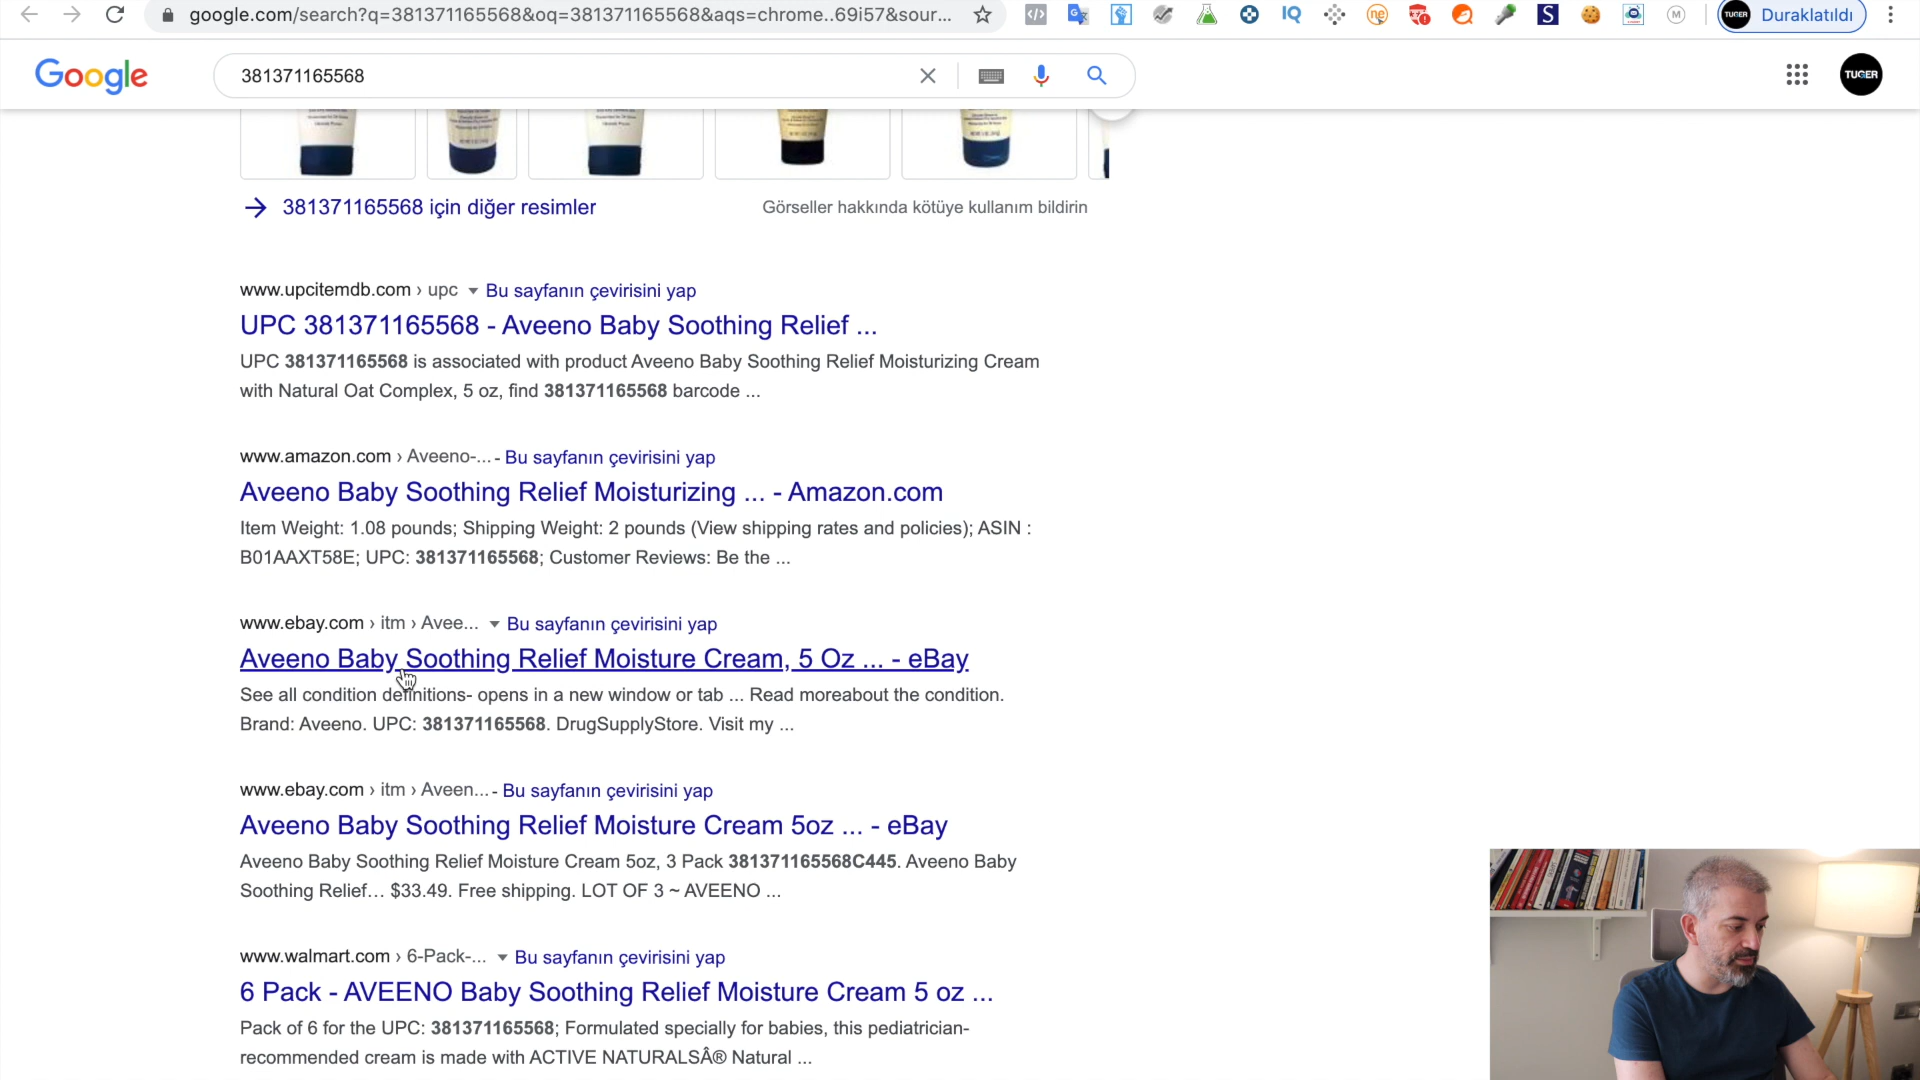 google.com/search?q=381371165568&oq=381371165568&aqs=chrome..69i57&sour...
TUGER Duraklatıldı
Google
381371165568
TUGER
381371165568 için diğer resimler
Görseller hakkında kötüye kullanım bildirin
www.upcitemdb.com › upc Bu sayfanın çevirisini yap
UPC 381371165568 - Aveeno Baby Soothing Relief ...
UPC 381371165568 is associated with product Aveeno Baby Soothing Relief Moisturizing Cream
with Natural Oat Complex, 5 oz, find 381371165568 barcode ...
www.amazon.com › Aveeno-... - Bu sayfanın çevirisini yap
Aveeno Baby Soothing Relief Moisturizing ... - Amazon.com
Item Weight: 1.08 pounds; Shipping Weight: 2 pounds (View shipping rates and policies); ASIN :
B01AAXT58E; UPC: 381371165568; Customer Reviews: Be the ...
www.ebay.com › itm › Avee... Bu sayfanın çevirisini yap
Aveeno Baby Soothing Relief Moisture Cream, 5 Oz ... - eBay
See all condition definitions- opens in a new window or tab ... Read moreabout the condition.
Brand: Aveeno. UPC: 381371165568. DrugSupplyStore. Visit my ...
www.ebay.com › itm › Aveen... - Bu sayfanın çevirisini yap
Aveeno Baby Soothing Relief Moisture Cream 5oz ... - eBay
Aveeno Baby Soothing Relief Moisture Cream 5oz, 3 Pack 381371165568C445. Aveeno Baby
Soothing Relief... $33.49. Free shipping. LOT OF 3 ~ AVEENO ...
www.walmart.com › 6-Pack-... Bu sayfanın çevirisini yap
6 Pack - AVEENO Baby Soothing Relief Moisture Cream 5 oz ...
Pack of 6 for the UPC: 381371165568; Formulated specially for babies, this pediatrician-
recommended cream is made with ACTIVE NATURALSÂ® Natural ...